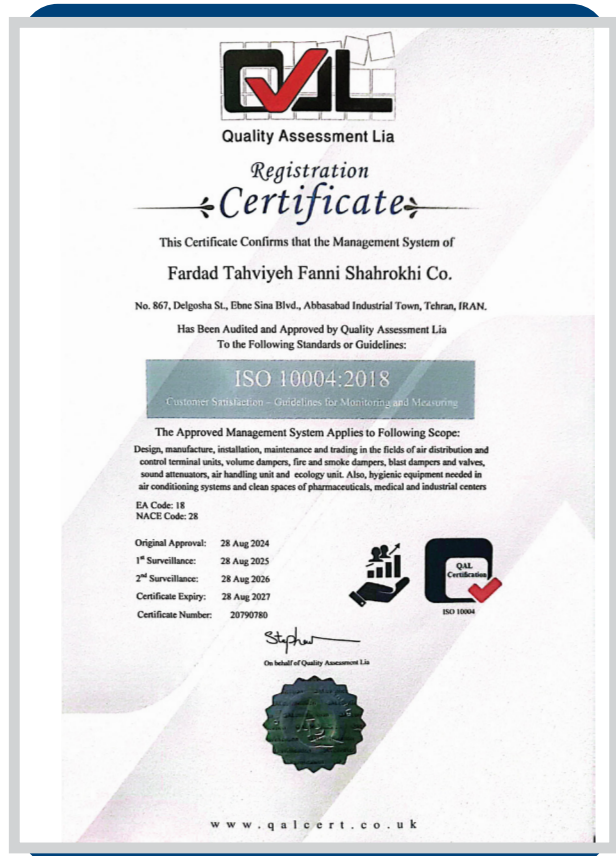 QAL
Quality Assessment Lia
Registration
Certificate
This Certificate Confirms that the Management System of
Fardad Tahviyeh Fanni Shahrokhi Co.
No. 867, Delgosha St., Ebne Sina Blvd., Abbasabad Industrial Town, Tehran, IRAN.
Has Been Audited and Approved by Quality Assessment Lia
To the Following Standards or Guidelines:
ISO 10004:2018
Customer Satisfaction – Guidelines for Monitoring and Measuring
The Approved Management System Applies to Following Scope:
Design, manufacture, installation, maintenance and trading in the fields of air distribution and
control terminal units, volume dampers, fire and smoke dampers, blast dampers and valves,
sound attenuators, air handling unit and ecology unit. Also, hygienic equipment needed in
air conditioning systems and clean spaces of pharmaceuticals, medical and industrial centers
EA Code: 18
NACE Code: 28
Original Approval: 28 Aug 2024
1st Surveillance: 28 Aug 2025
2nd Surveillance: 28 Aug 2026
Certificate Expiry: 28 Aug 2027
Certificate Number: 20790780
QAL
Certification
ISO 10004
Stephen
On behalf of Quality Assessment Lia
www.qalcert.co.uk